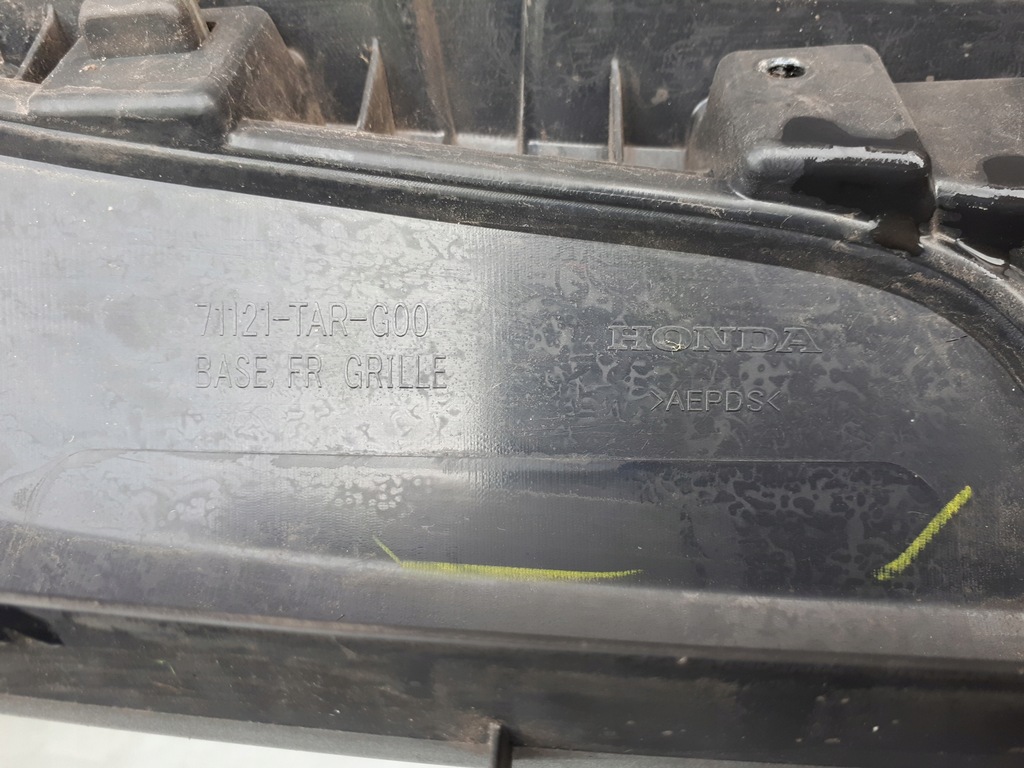 71121-TAR-G00
BASE, FR GRILLE
HONDA
>AEPDS<